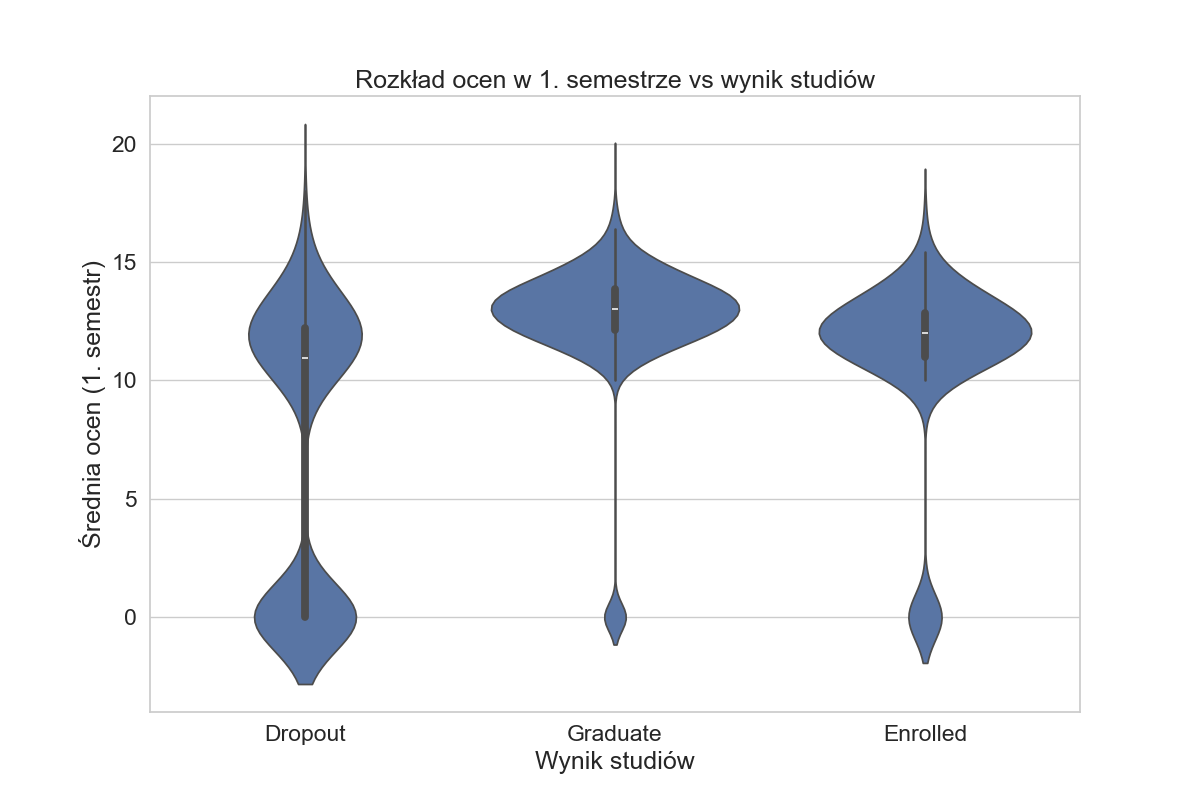 Rozkład ocen w 1. semestrze vs wynik studiów
Średnia ocen (1. semestr)
20
15
10
5
0
Dropout
Graduate
Enrolled
Wynik studiów